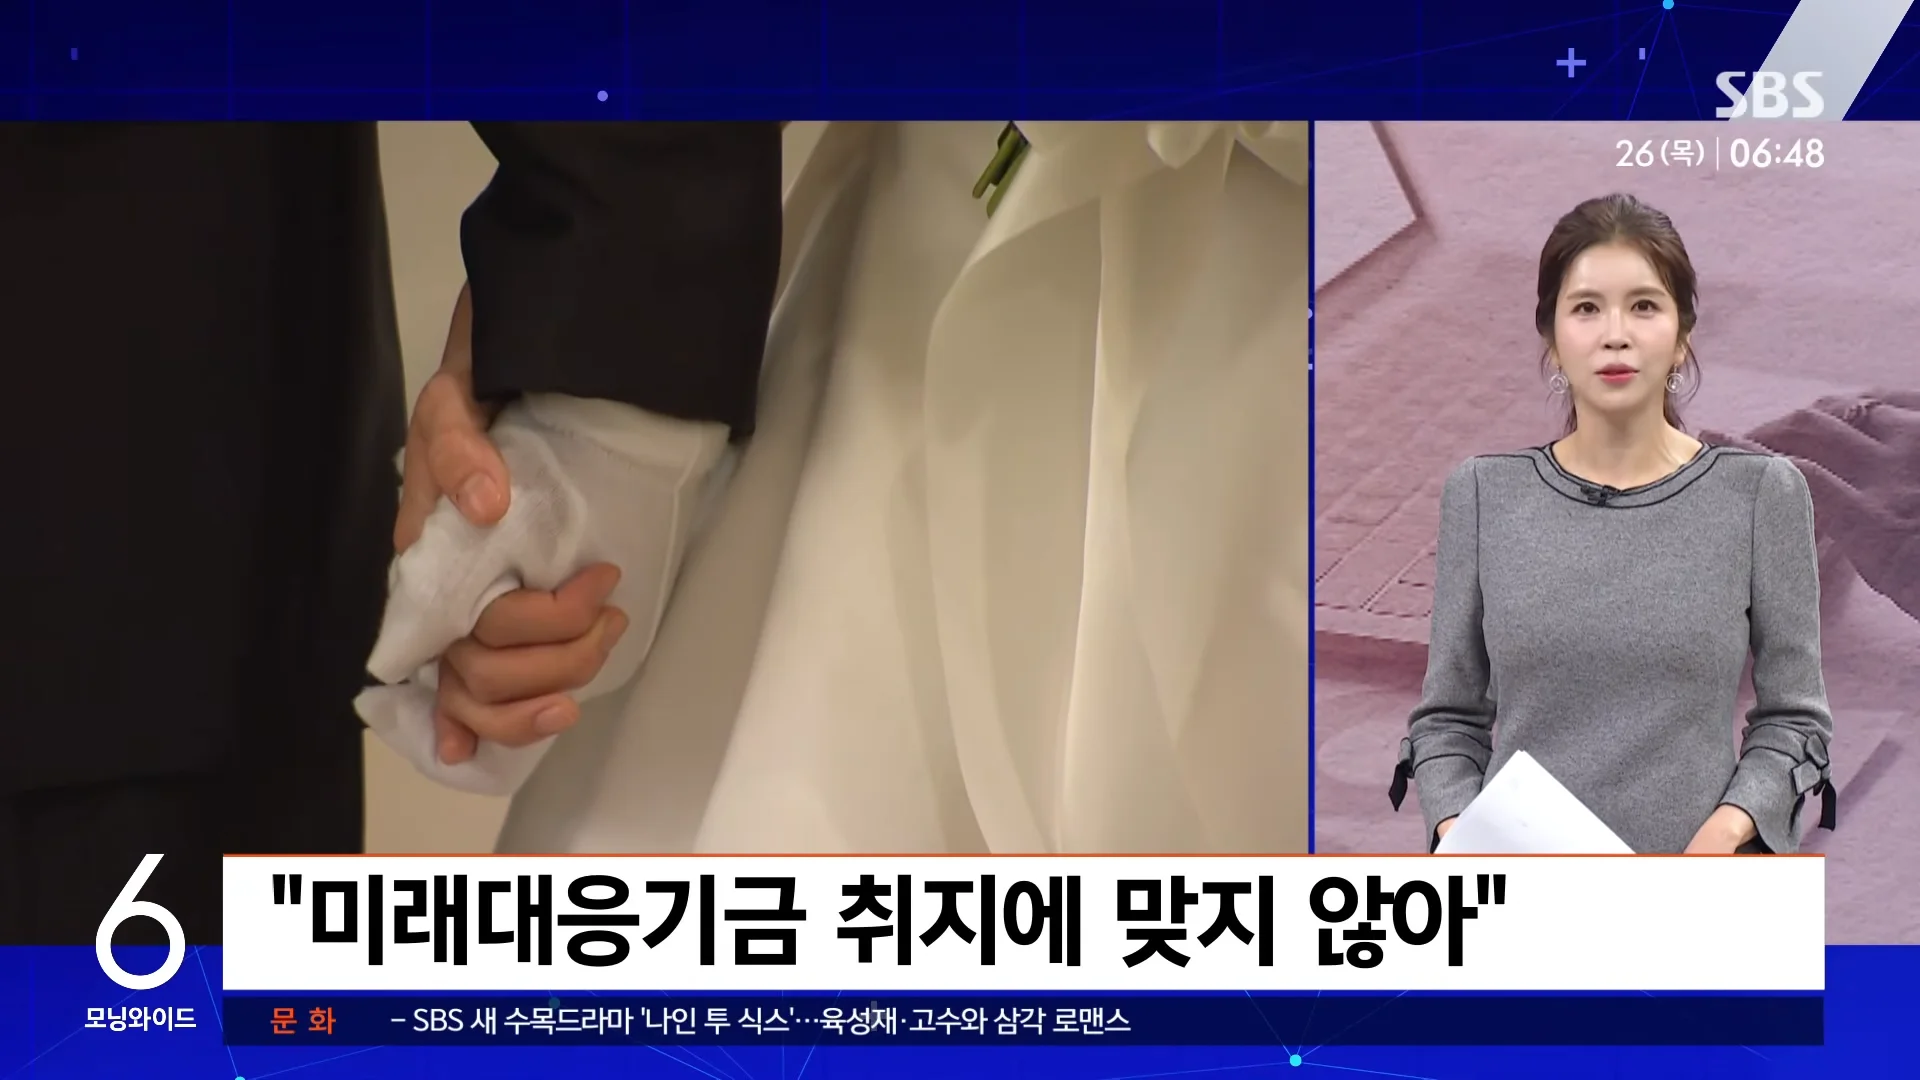 SBS
26(목) | 06:48
"미래대응기금 취지에 맞지 않아"
6
모닝와이드
문화 – SBS 새 수목드라마 '나인 투 식스'…육성재·고수와 삼각 로맨스